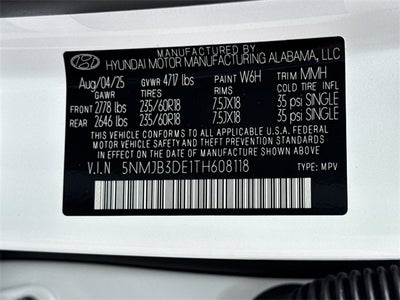 MANUFACTURED BY
HYUNDAI MOTOR MANUFACTURING ALABAMA, LLC
Aug/04/25 GVWR 4717 lbs PAINT W6H TRIM MMH
GAWR TIRES RIMS COLD TIRE INFL
FRONT 2778 lbs 235/60R18 7.5JX18 35 psi SINGLE
REAR 2646 lbs 235/60R18 7.5JX18 35 psi SINGLE
THIS VEHICLE CONFORMS TO ALL APPLICABLE U.S.A. FEDERAL
MOTOR VEHICLE SAFETY, BUMPER, AND THEFT PREVENTION STANDARDS
IN EFFECT ON THE DATE OF MANUFACTURE SHOWN ABOVE.
V.I.N 5NMJB3DE1TH608118 TYPE: MPV